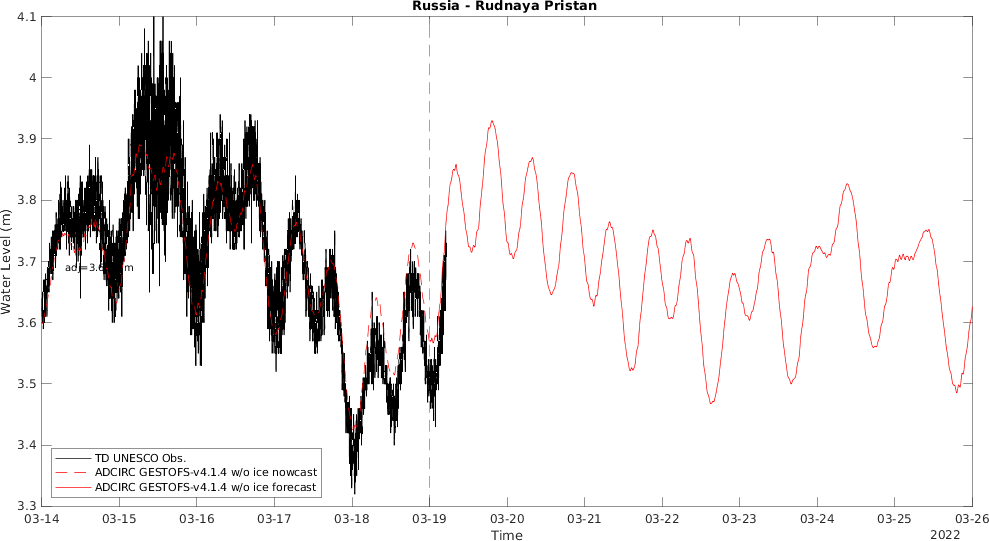 Russia - Rudnaya Pristan
4.1
4
3.9
3.8
3.7
3.6
3.5
3.4
3.3
Water Level (m)
TD UNESCO Obs.
ADCIRC GESTOFS-v4.1.4 w/o ice nowcast
ADCIRC GESTOFS-v4.1.4 w/o ice forecast
03-14 03-15 03-16 03-17 03-18 03-19 03-20 03-21 03-22 03-23 03-24 03-25 03-26
Time
2022